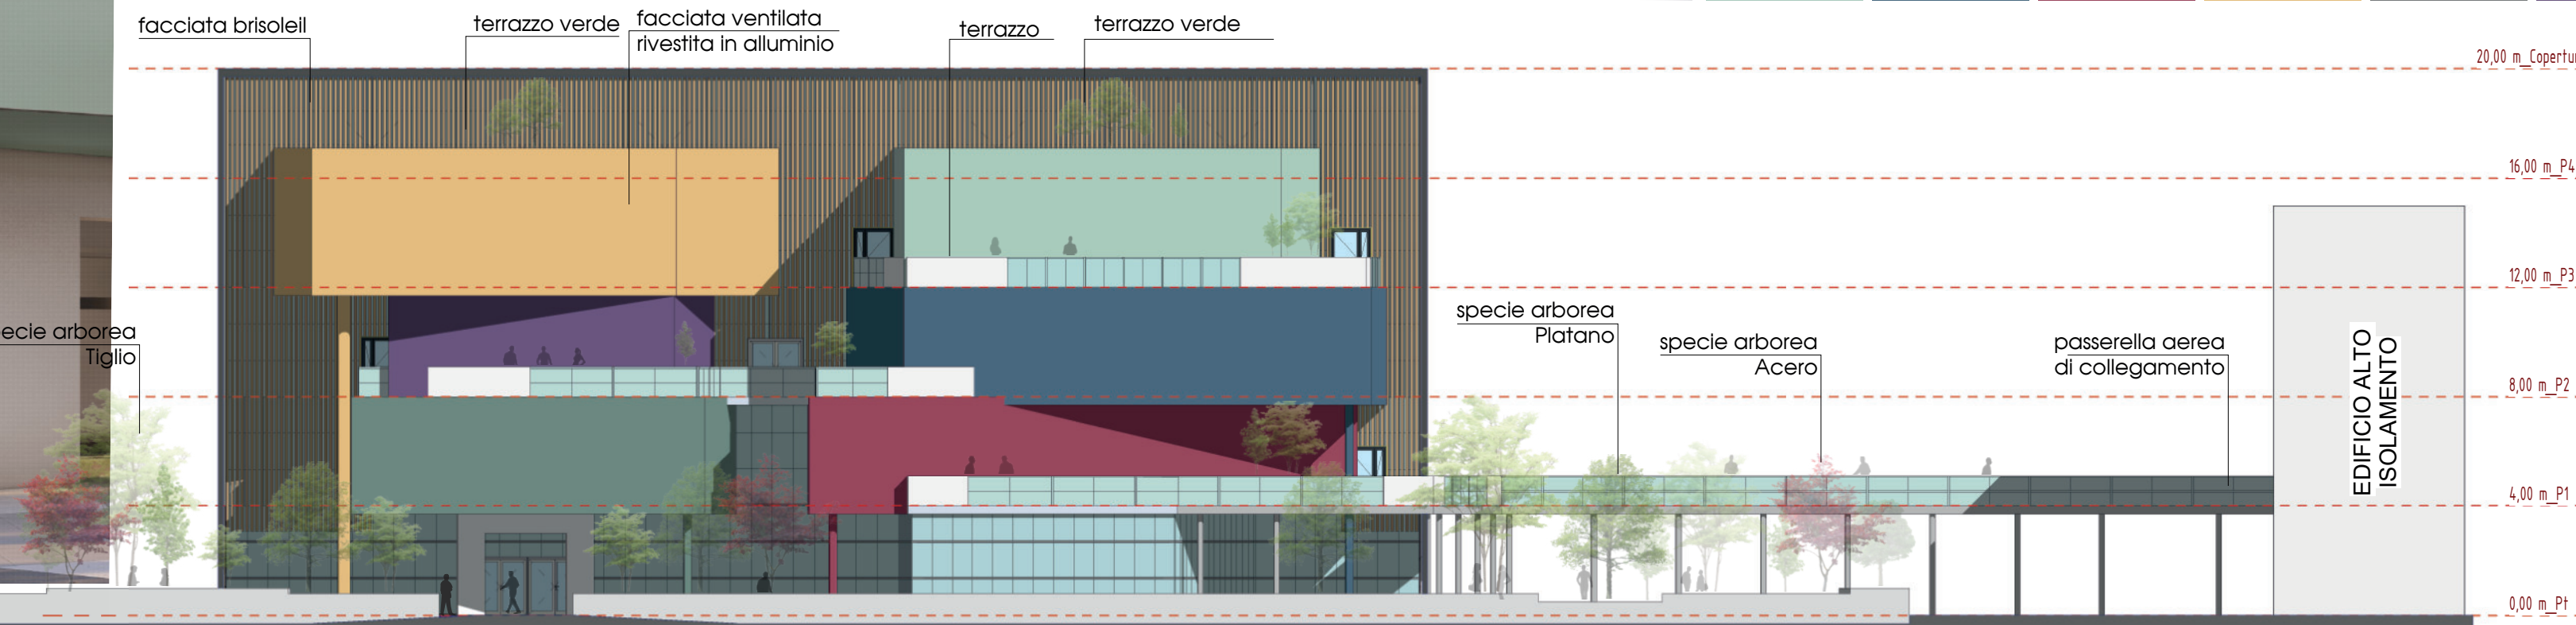 facciata brisoleil
terrazzo verde
facciata ventilata
rivestita in alluminio
terrazzo
terrazzo verde
20,00 m_Copertur
16,00 m_P4
12,00 m_P3
ecie arborea
Tiglio
specie arborea
Platano
specie arborea
Acero
passerella aerea
di collegamento
EDIFICIO ALTO
ISOLAMENTO
8,00 m_P2
4,00 m_P1
0,00 m_Pt